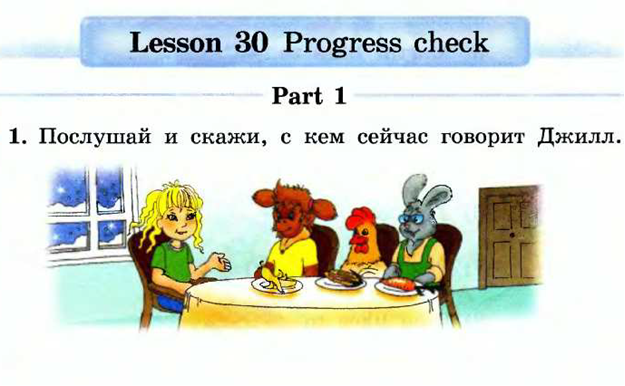 Lesson 30 Progress check
Part 1
1. Послушай и скажи, с кем сейчас говорит Джилл.